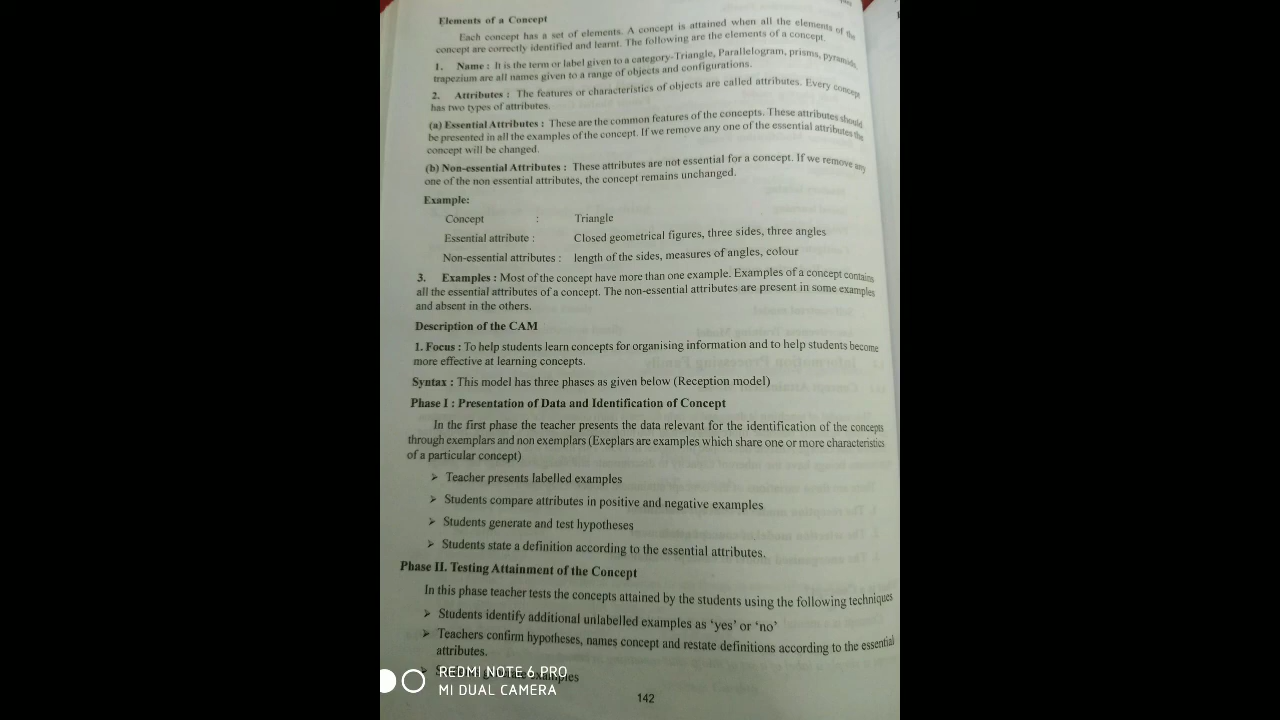 Elements of a Concept
Each concept has a set of elements. A concept is attained when all the elements of the
concept are correctly identified and learnt. The following are the elements of a concept.
1. Name : It is the term or label given to a category-Triangle, Parallelogram, prisms, pyramids,
trapezium are all names given to a range of objects and configurations.
2. Attributes : The features or characteristics of objects are called attributes. Every concept
has two types of attributes.
(a) Essential Attributes : These are the common features of the concepts. These attributes should
be presented in all the examples of the concept. If we remove any one of the essential attributes the
concept will be changed.
(b) Non-essential Attributes : These attributes are not essential for a concept. If we remove any
one of the non essential attributes, the concept remains unchanged.
Example:
Concept : Triangle
Essential attribute : Closed geometrical figures, three sides, three angles
Non-essential attributes : length of the sides, measures of angles, colour
3. Examples : Most of the concept have more than one example. Examples of a concept contains
all the essential attributes of a concept. The non-essential attributes are present in some examples
and absent in the others.
Description of the CAM
1. Focus : To help students learn concepts for organising information and to help students become
more effective at learning concepts.
Syntax : This model has three phases as given below (Reception model)
Phase I : Presentation of Data and Identification of Concept
In the first phase the teacher presents the data relevant for the identification of the concepts
through exemplars and non exemplars (Exeplars are examples which share one or more characteristics
of a particular concept)
➢ Teacher presents labelled examples
➢ Students compare attributes in positive and negative examples
➢ Students generate and test hypotheses
➢ Students state a definition according to the essential attributes.
Phase II. Testing Attainment of the Concept
In this phase teacher tests the concepts attained by the students using the following techniques
➢ Students identify additional unlabelled examples as 'yes' or 'no'
➢ Teachers confirm hypotheses, names concept and restate definitions according to the essential
attributes.
➢ examples
REDMI NOTE 6 PRO
MI DUAL CAMERA
142